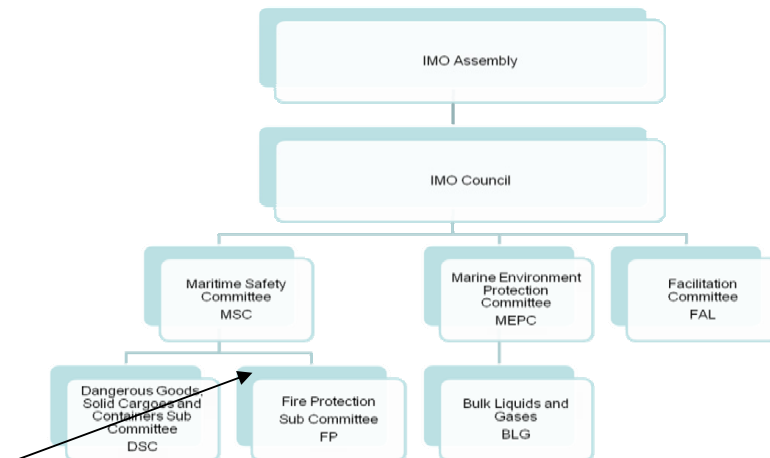 IMO Assembly
IMO Council
Maritime Safety
Committee
MSC
Marine Environment
Protection
Committee
MEPC
Facilitation
Committee
FAL
Dangerous Goods,
Solid Cargoes and
Containers Sub
Committee
DSC
Fire Protection
Sub Committee
FP
Bulk Liquids and
Gases
BLG